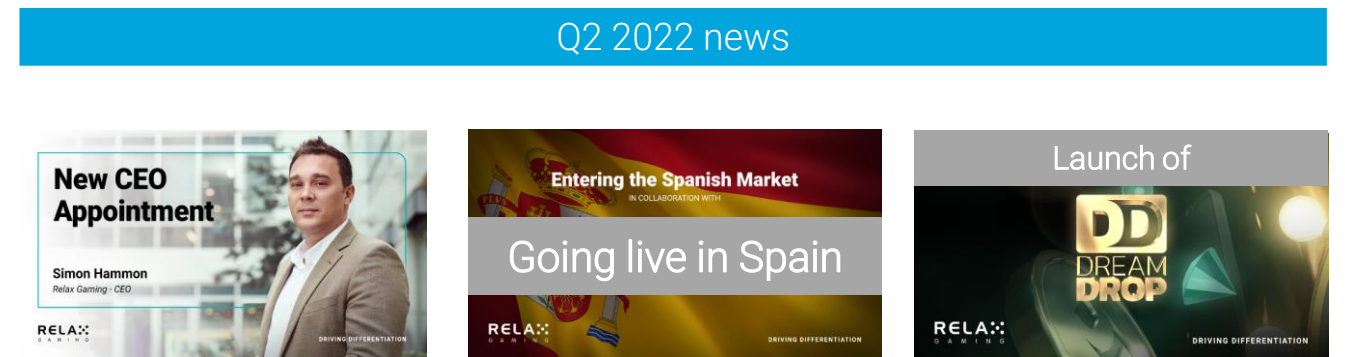 Q2 2022 news
New CEO
Appointment
Simon Hammon
Relax Gaming - CEO
RELAX
GAMING
DRIVING DIFFERENTIATION
Entering the Spanish Market
IN COLLABORATION WITH
Going live in Spain
PLVS
RELAX
GAMING
DRIVING DIFFERENTIATION
Launch of
DD
DREAM
DROP
RELAX
GAMING
DRIVING DIFFERENTIATION